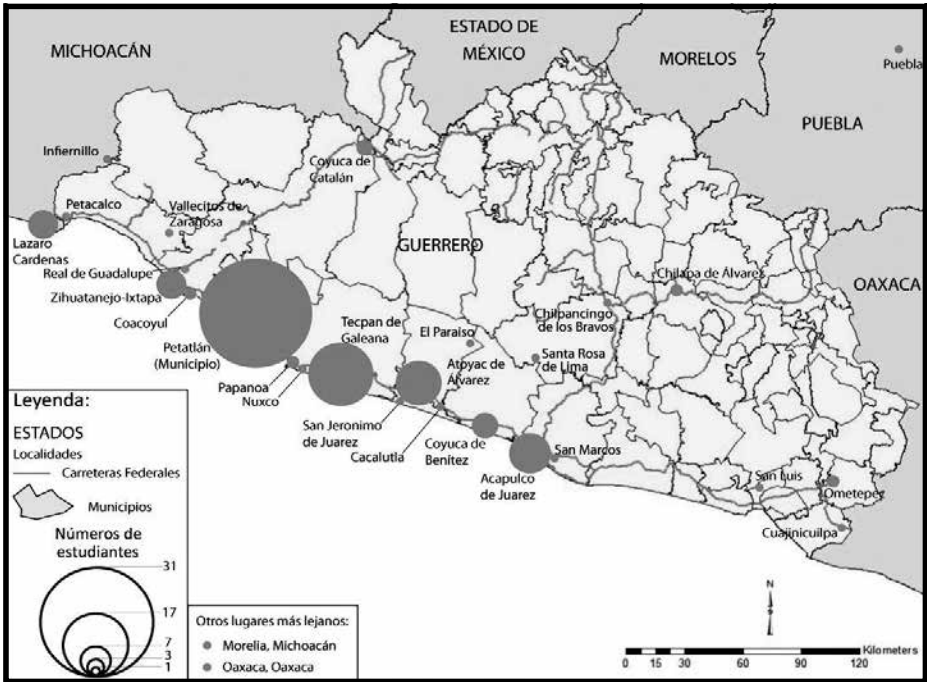 MICHOACÁN
ESTADO
DE
MÉXICO
MORELOS
Puebla
PUEBLA
Infiernillo
Coyuca de
Catalán
Petacalco
Vallecitos de
Zaragosa
Lazaro
Cardenas
GUERRERO
OAXACA
Real de Guadalupe
Chilapa de Álvarez
Zihuatanejo-Ixtapa
Coacoyul
Chilpancingo
de los Bravos
Tecpan de
Galeana
El Paraiso
Petatlán
(Municipio)
Santa Rosa
de Lima
Atoyac de
Álvarez
Papanoa
Nuxco
San Jeronimo
de Juarez
Cacalutla
Coyuca de
Benítez
San Marcos
Acapulco
de Juarez
San Luis
Ometepec
Cuajinicuilpa
Leyenda:
ESTADOS
Localidades
Carreteras Federales
Municipios
Números de
estudiantes
31
17
7
3
1
Otros lugares más lejanos:
Morelia, Michoacán
Oaxaca, Oaxaca
N
Kilometers
0 15 30 60 90 120